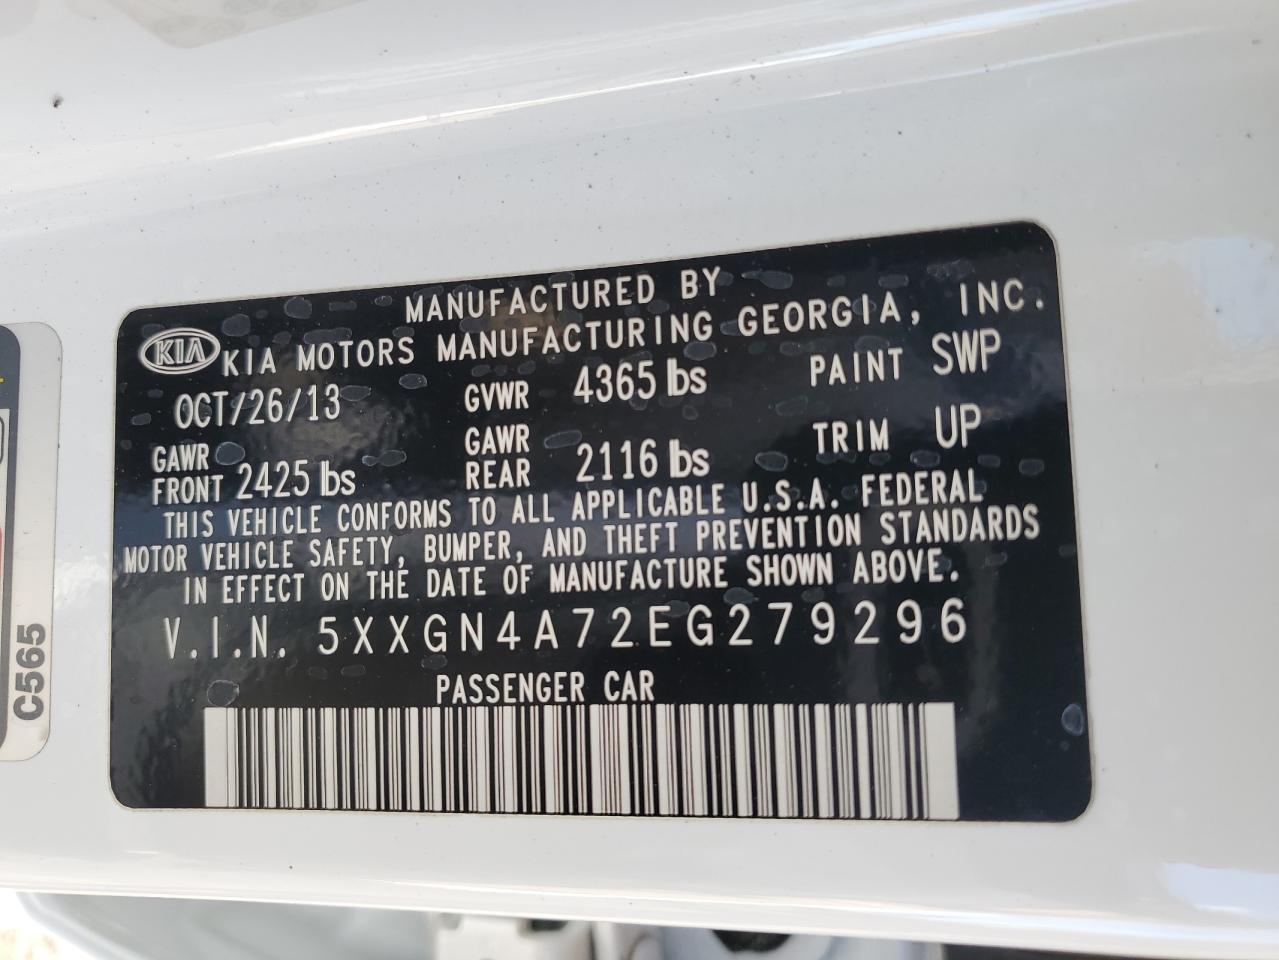 MANUFACTURED BY
KIA KIA MOTORS MANUFACTURING GEORGIA, INC.
OCT/26/13 GVWR 4365 lbs PAINT SWP
GAWR FRONT 2425 lbs GAWR REAR 2116 lbs TRIM UP
THIS VEHICLE CONFORMS TO ALL APPLICABLE U.S.A. FEDERAL
MOTOR VEHICLE SAFETY, BUMPER, AND THEFT PREVENTION STANDARDS
IN EFFECT ON THE DATE OF MANUFACTURE SHOWN ABOVE.
V.I.N. 5XXGN4A72EG279296
PASSENGER CAR
C565